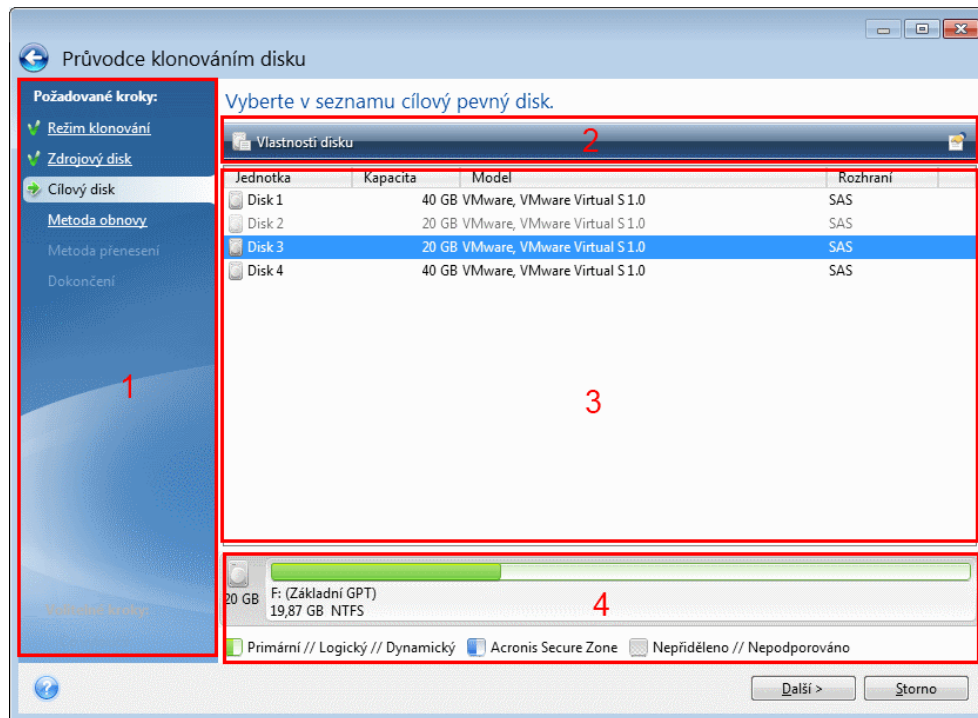 Průvodce klonováním disku
Požadované kroky:
Režim klonování
Zdrojový disk
Cílový disk
Metoda obnovy
Metoda přenesení
Dokončení
1
Vyberte v seznamu cílový pevný disk.
Vlastnosti disku
2
Jednotka Kapacita Model Rozhraní
Disk 1 40 GB VMware, VMware Virtual S 1.0 SAS
Disk 2 20 GB VMware, VMware Virtual S 1.0 SAS
Disk 3 20 GB VMware, VMware Virtual S 1.0 SAS
Disk 4 40 GB VMware, VMware Virtual S 1.0 SAS
3
20 GB
F: (Základní GPT)
19,87 GB NTFS
4
Primární // Logický // Dynamický Acronis Secure Zone Nepřiděleno // Nepodporováno
Další > Storno